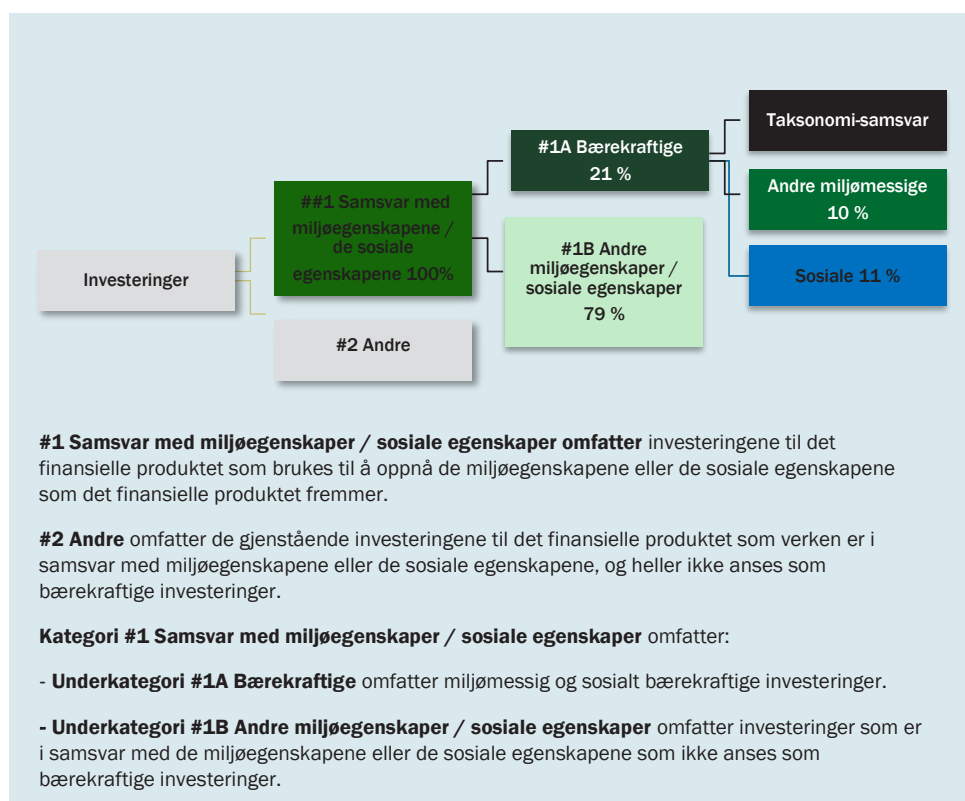 Investeringer
##1 Samsvar med
miljøegenskapene /
de sosiale
egenskapene 100%
#2 Andre
#1A Bærekraftige
21 %
#1B Andre
miljøegenskaper /
sosiale egenskaper
79 %
Taksonomi-samsvar
Andre miljømessige
10 %
Sosiale 11 %
#1 Samsvar med miljøegenskaper / sosiale egenskaper omfatter investeringene til det
finansielle produktet som brukes til å oppnå de miljøegenskapene eller de sosiale egenskapene
som det finansielle produktet fremmer.
#2 Andre omfatter de gjenstående investeringene til det finansielle produktet som verken er i
samsvar med miljøegenskapene eller de sosiale egenskapene, og heller ikke anses som
bærekraftige investeringer.
Kategori #1 Samsvar med miljøegenskaper / sosiale egenskaper omfatter:
- Underkategori #1A Bærekraftige omfatter miljømessig og sosialt bærekraftige investeringer.
- Underkategori #1B Andre miljøegenskaper / sosiale egenskaper omfatter investeringer som er
i samsvar med de miljøegenskapene eller de sosiale egenskapene som ikke anses som
bærekraftige investeringer.